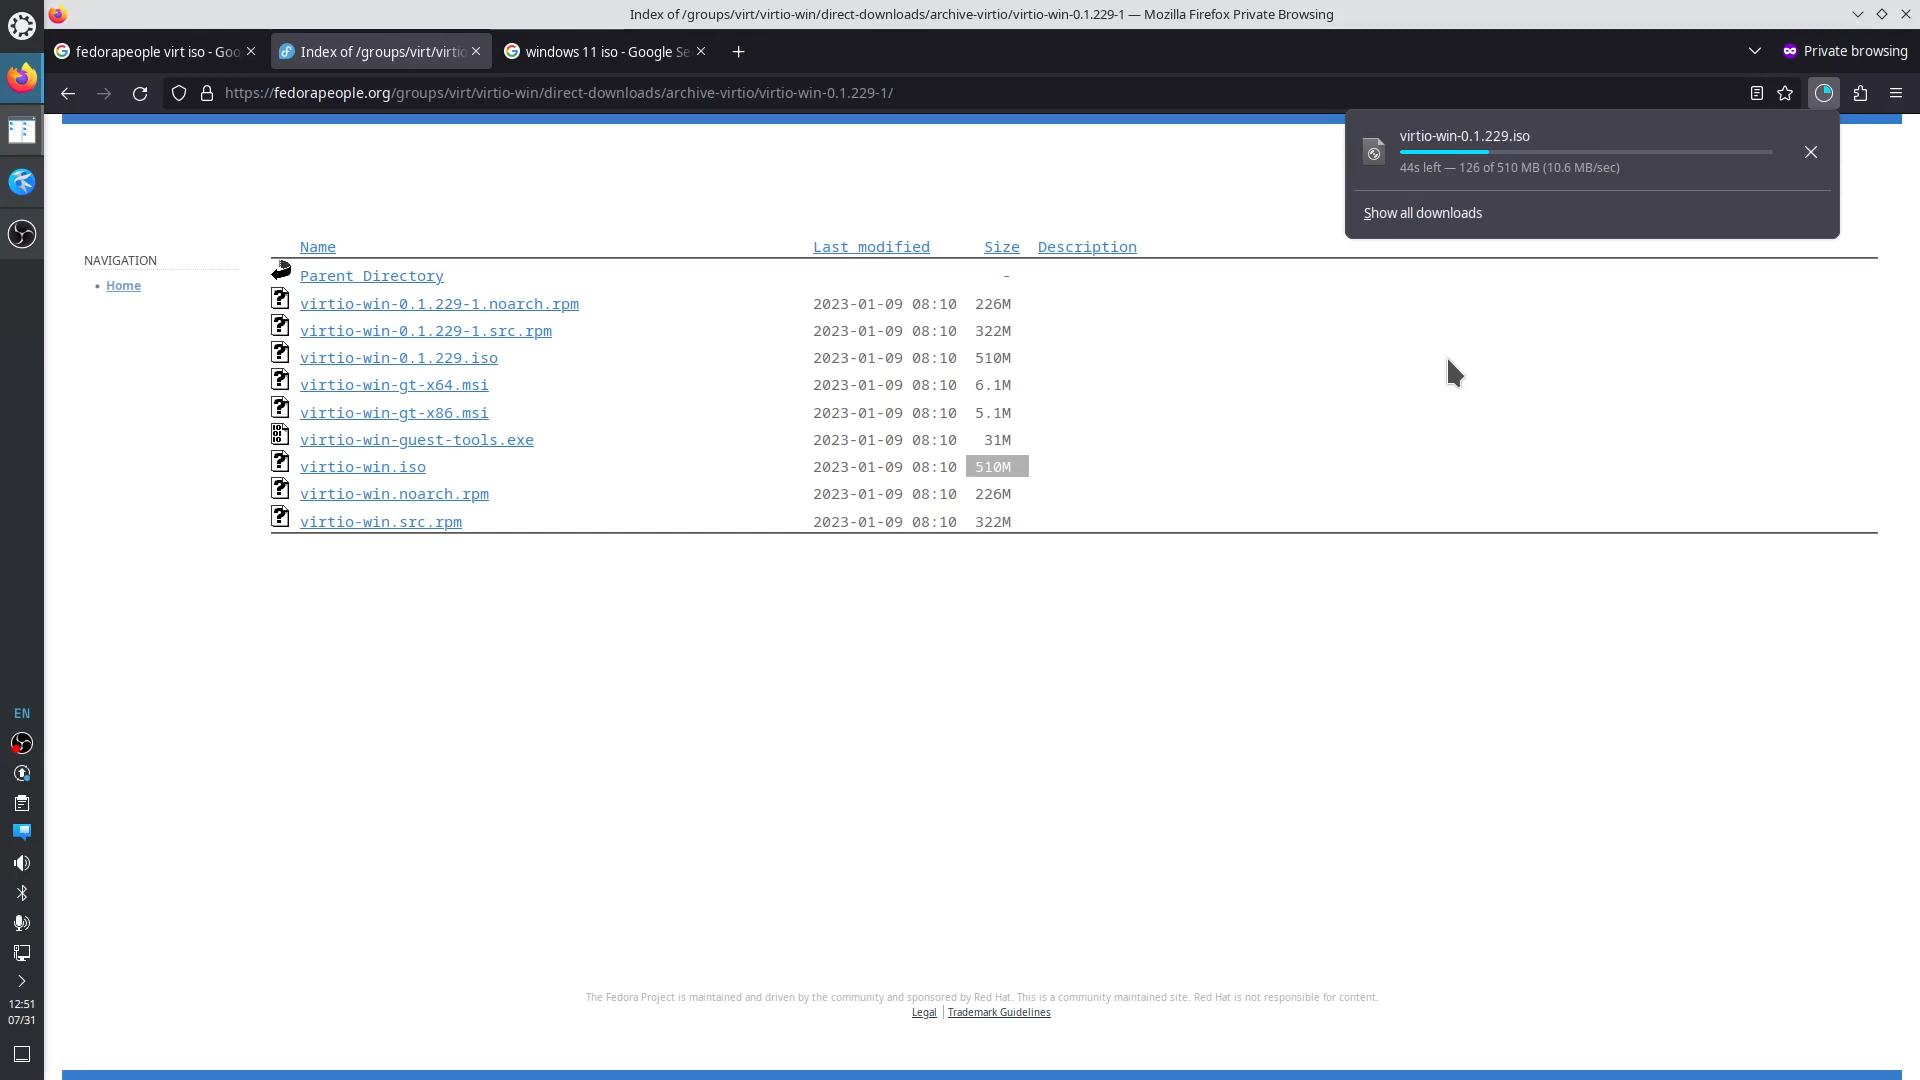 Index of /groups/virt/virtio-win/direct-downloads/archive-virtio/virtio-win-0.1.229-1 — Mozilla Firefox Private Browsing
fedorapeople virt iso - Goo
Index of /groups/virt/virtio
windows 11 iso - Google Se
Private browsing
https://fedorapeople.org/groups/virt/virtio-win/direct-downloads/archive-virtio/virtio-win-0.1.229-1/
virtio-win-0.1.229.iso
44s left — 126 of 510 MB (10.6 MB/sec)
Show all downloads
NAVIGATION
Home
Name Last modified Size Description
Parent Directory -
virtio-win-0.1.229-1.noarch.rpm 2023-01-09 08:10 226M
virtio-win-0.1.229-1.src.rpm 2023-01-09 08:10 322M
virtio-win-0.1.229.iso 2023-01-09 08:10 510M
virtio-win-gt-x64.msi 2023-01-09 08:10 6.1M
virtio-win-gt-x86.msi 2023-01-09 08:10 5.1M
virtio-win-guest-tools.exe 2023-01-09 08:10 31M
virtio-win.iso 2023-01-09 08:10 510M
virtio-win.noarch.rpm 2023-01-09 08:10 226M
virtio-win.src.rpm 2023-01-09 08:10 322M
EN
12:51
07/31
The Fedora Project is maintained and driven by the community and sponsored by Red Hat. This is a community maintained site. Red Hat is not responsible for content.
Legal Trademark Guidelines